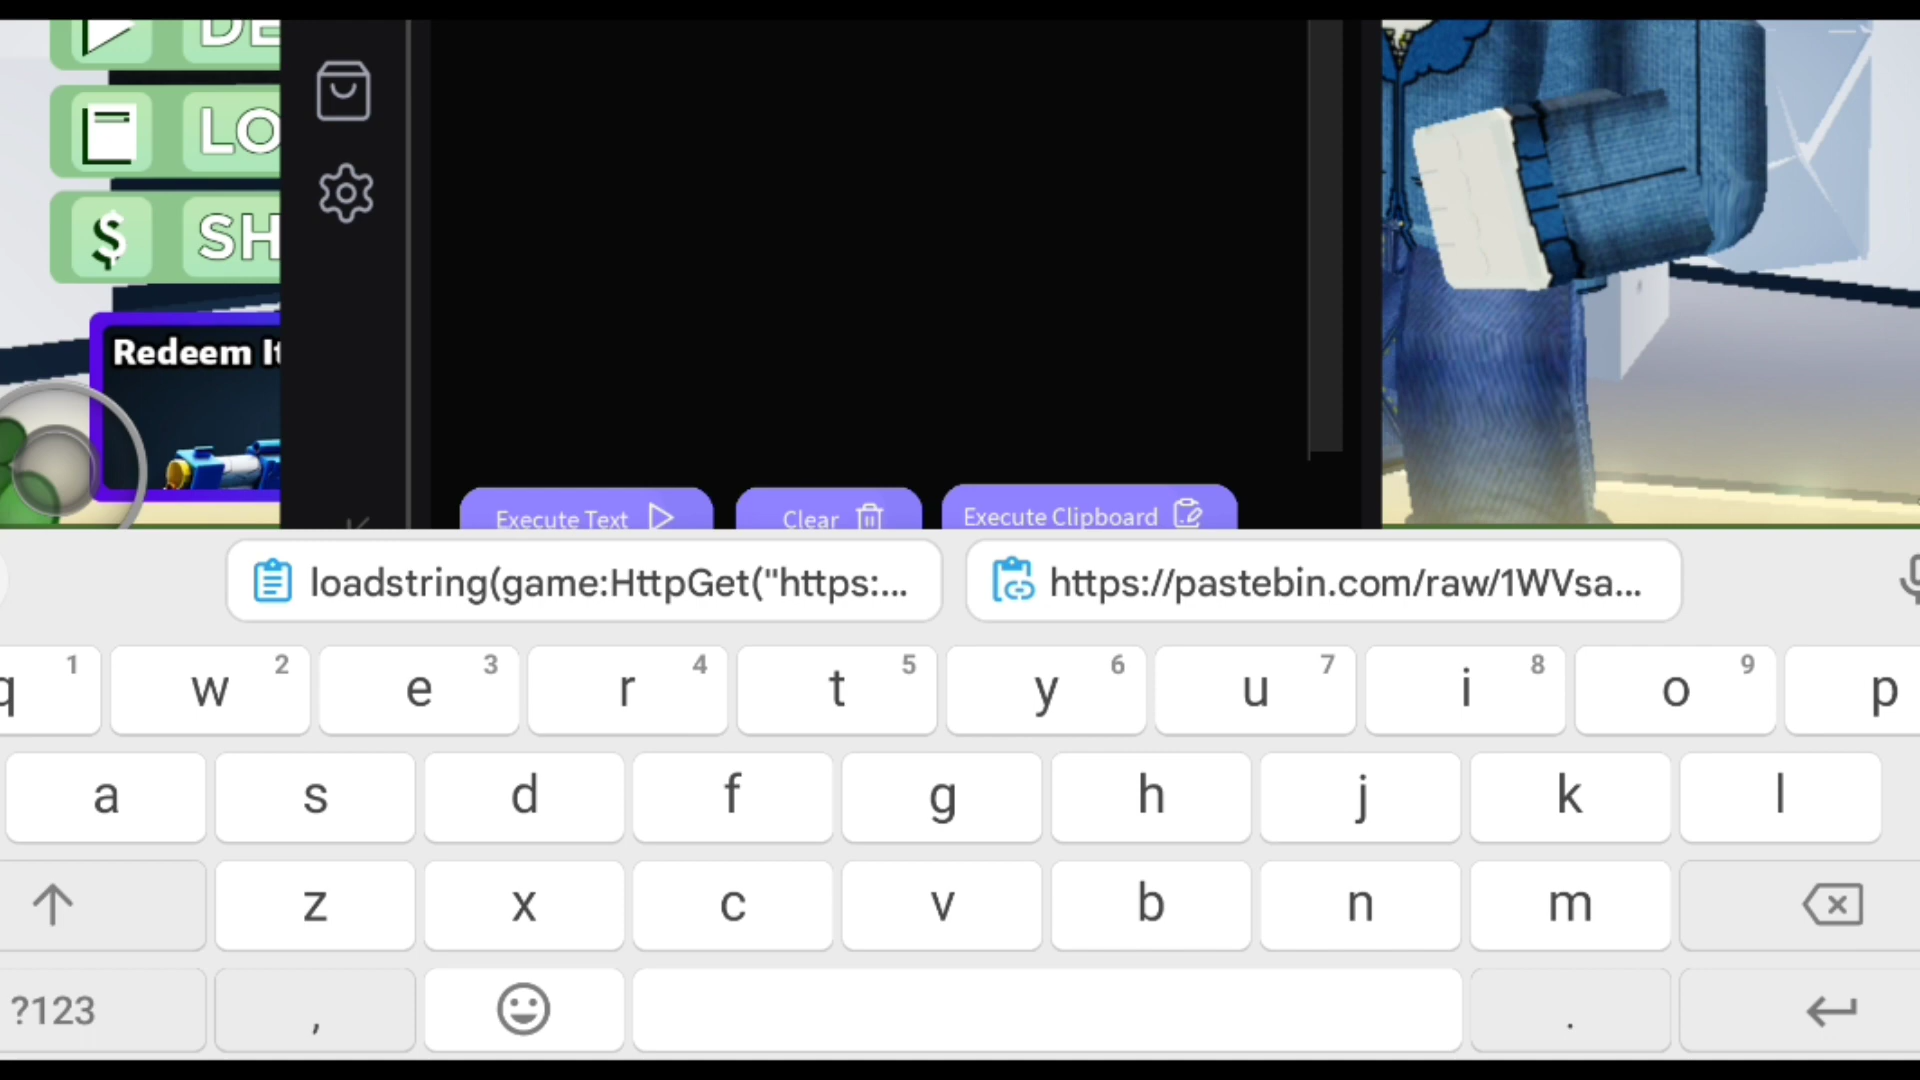 DE
LO
$ SH
Redeem It
Execute Text
Clear
Execute Clipboard
loadstring(game:HttpGet("https:...
https://pastebin.com/raw/1WVsa...
q 1 w 2 e 3 r 4 t 5 y 6 u 7 i 8 o 9 p
a s d f g h j k l
z x c v b n m
?123 , .